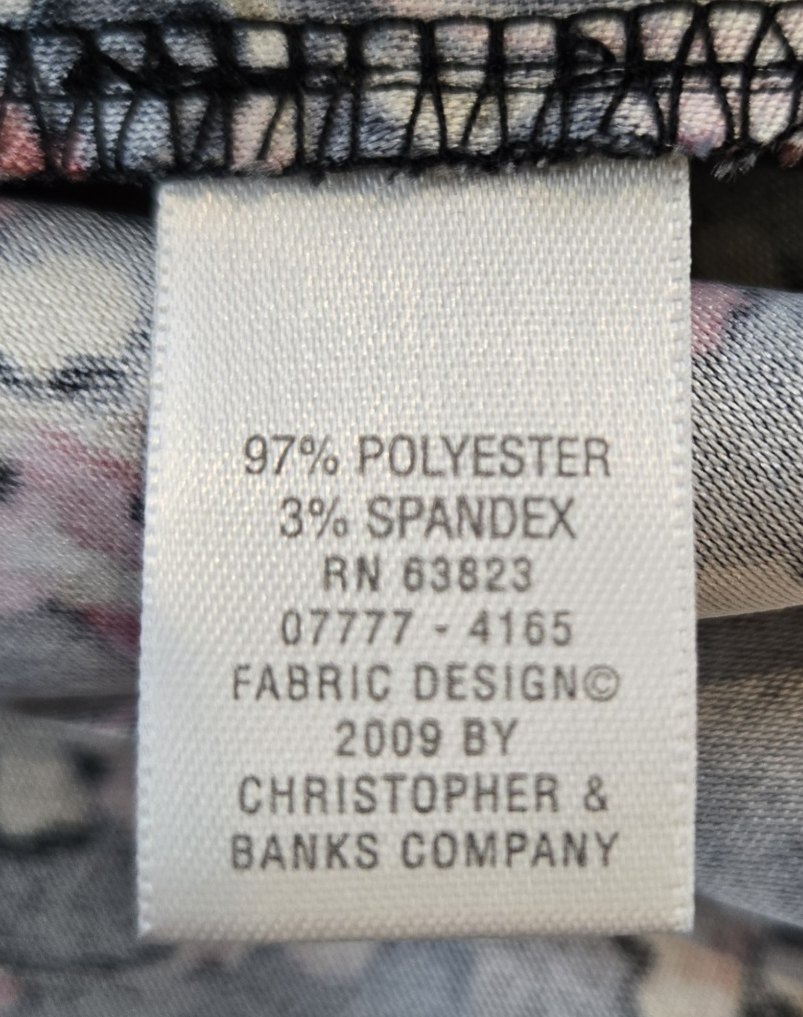 97% POLYESTER
3% SPANDEX
RN 63823
07777 - 4165
FABRIC DESIGN©
2009 BY
CHRISTOPHER &
BANKS COMPANY